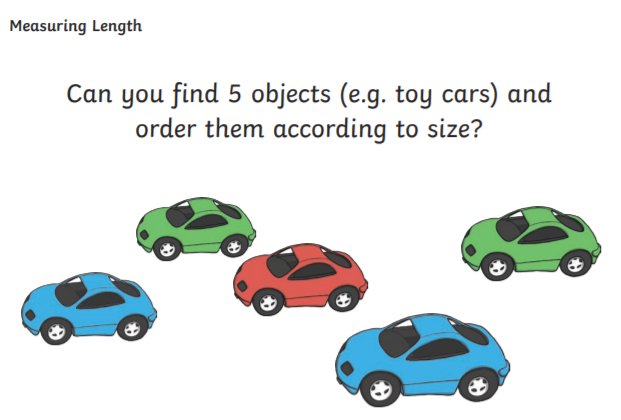 Measuring Length
Can you find 5 objects (e.g. toy cars) and
order them according to size?